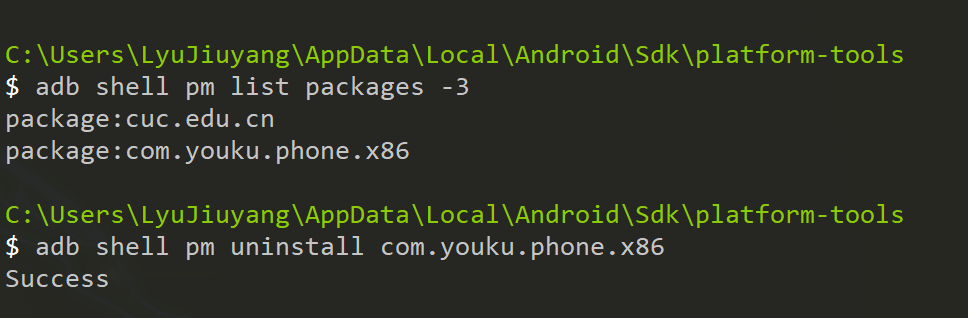 C:\Users\LyuJiuyang\AppData\Local\Android\Sdk\platform-tools
$ adb shell pm list packages -3
package:cuc.edu.cn
package:com.youku.phone.x86
C:\Users\LyuJiuyang\AppData\Local\Android\Sdk\platform-tools
$ adb shell pm uninstall com.youku.phone.x86
Success